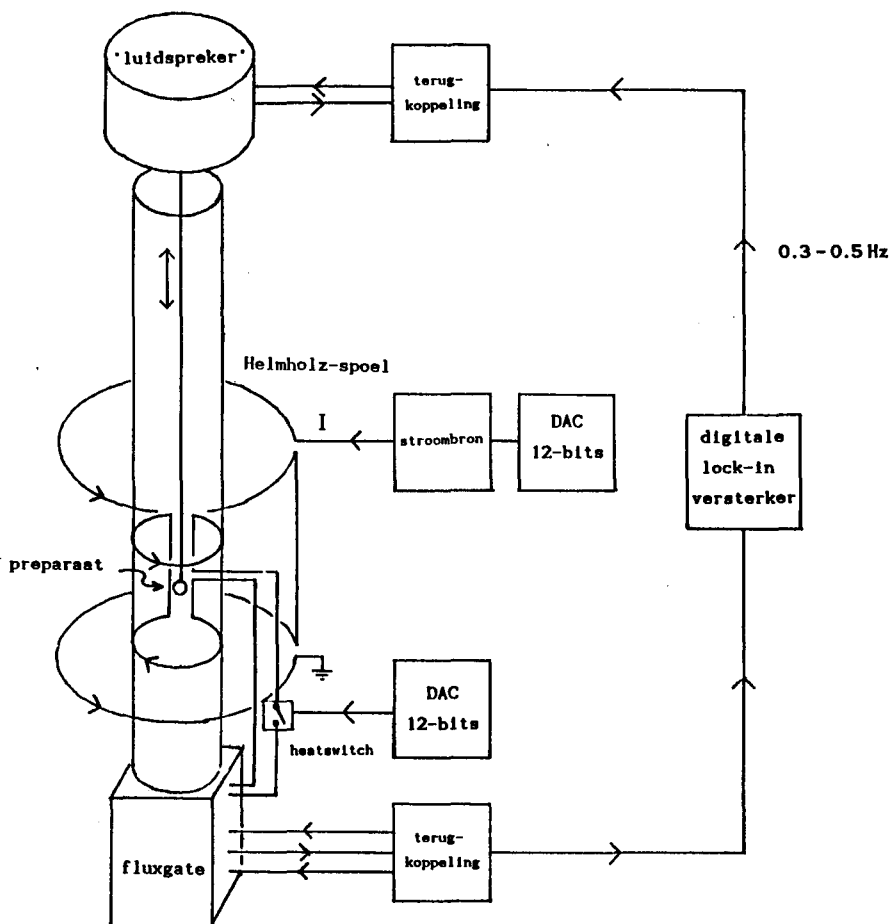 'luidspreker'
terug-
koppeling
0.3-0.5 Hz
Helmholz-spoel
I
stroombron
DAC
12-bits
digitale
lock-in
versterker
preparaat
DAC
12-bits
heatswitch
fluxgate
terug-
koppeling